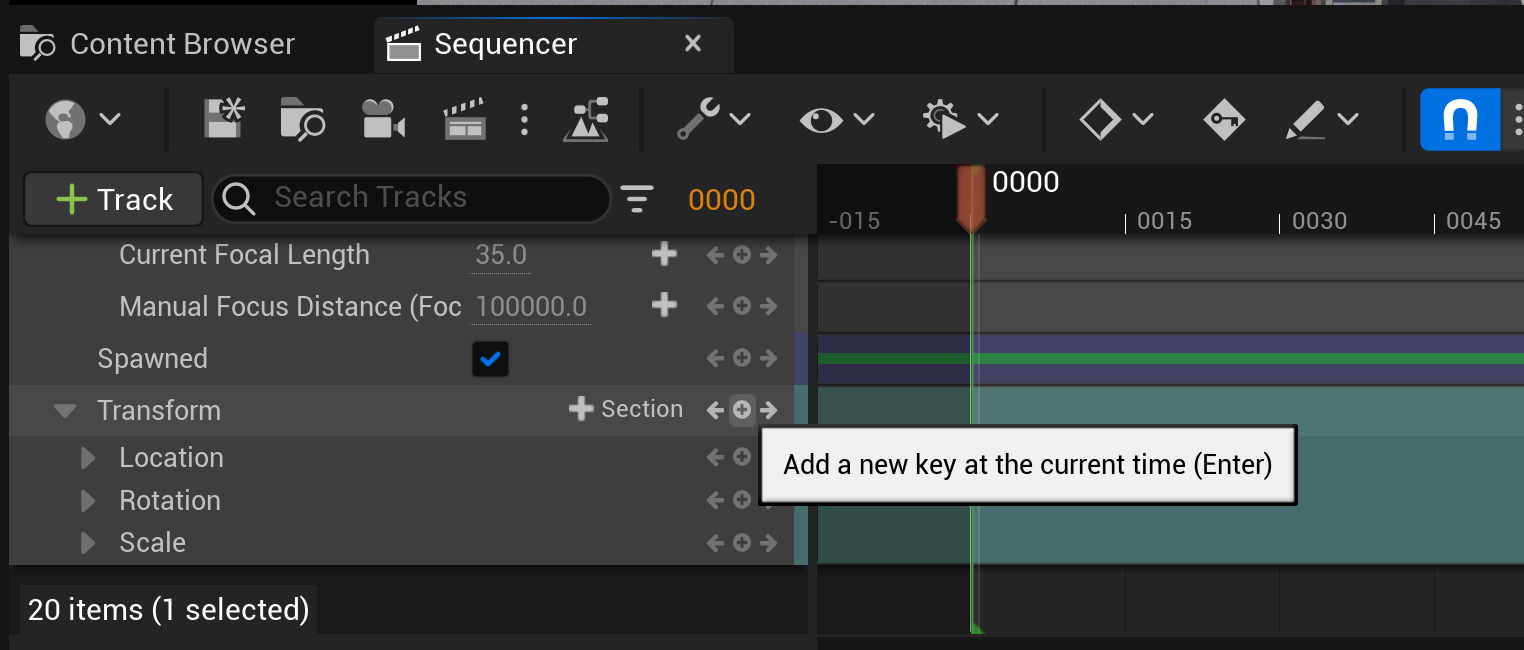 Content Browser
Sequencer
Track
Search Tracks
0000
0000
-015
0015
0030
0045
Current Focal Length
35.0
Manual Focus Distance (Foc
100000.0
Spawned
Transform
Section
Location
Rotation
Scale
Add a new key at the current time (Enter)
20 items (1 selected)